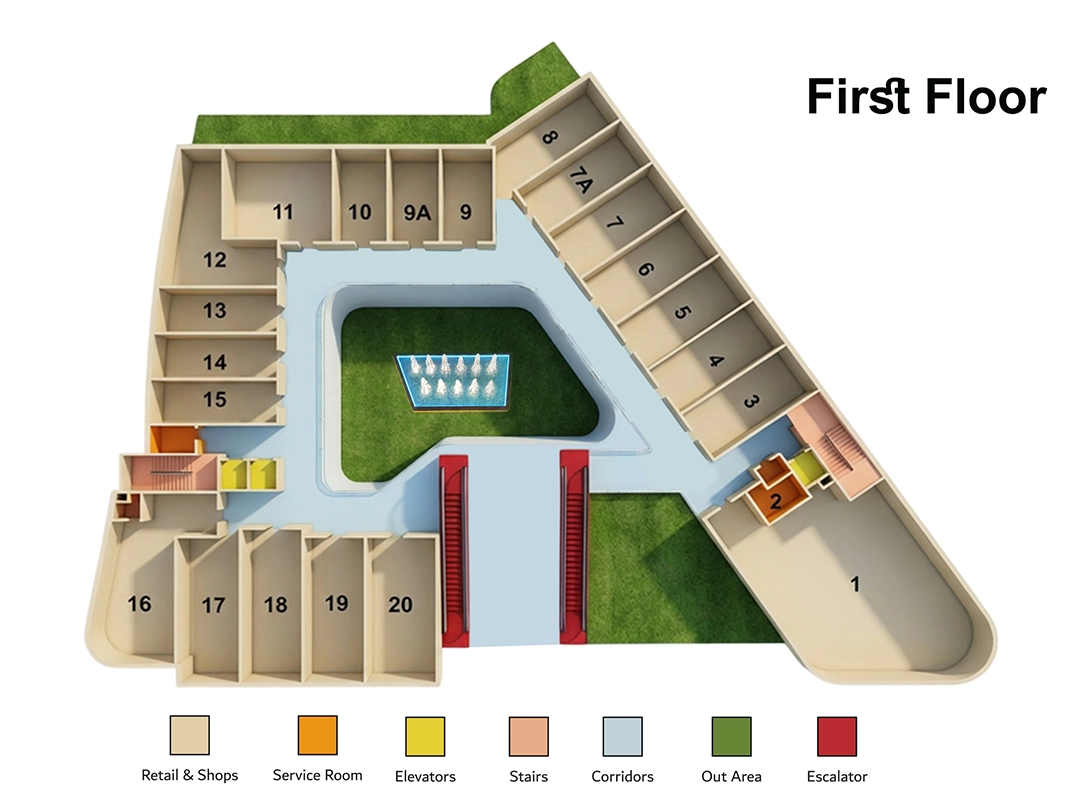 First Floor
8
7A
11
10
9A
9
7
12
6
13
5
14
4
15
3
2
1
16
17
18
19
20
Retail & Shops
Service Room
Elevators
Stairs
Corridors
Out Area
Escalator